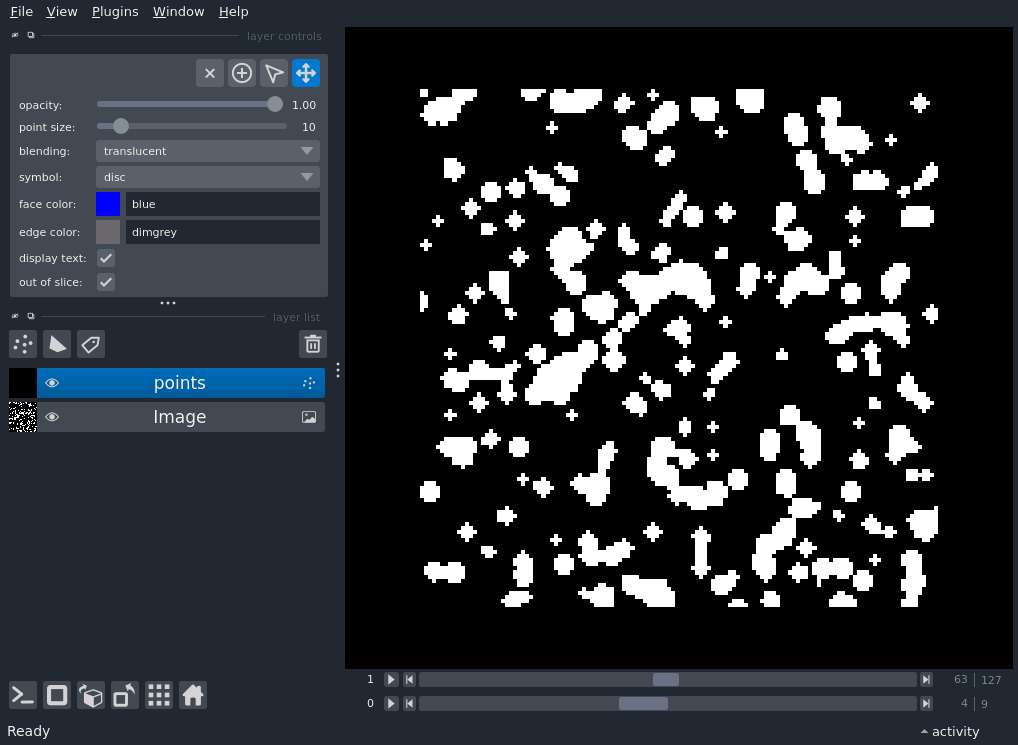 File View Plugins Window Help
layer controls
opacity: 1.00
point size: 10
blending: translucent
symbol: disc
face color: blue
edge color: dimgrey
display text:
out of slice:
layer list
points
Image
1 63 127
0 4 9
Ready activity